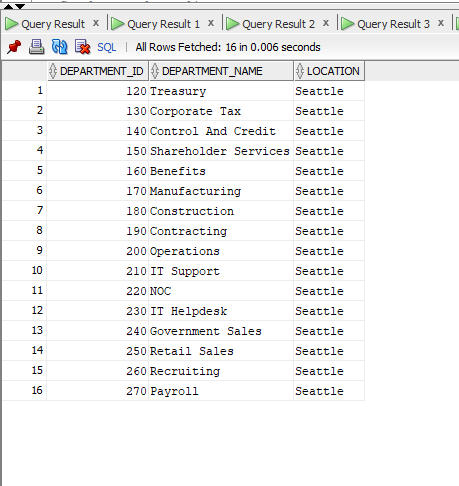 Query Result x Query Result 1 x Query Result 2 x Query Result 3 x
SQL | All Rows Fetched: 16 in 0.006 seconds
DEPARTMENT_ID DEPARTMENT_NAME LOCATION
1 120 Treasury Seattle
2 130 Corporate Tax Seattle
3 140 Control And Credit Seattle
4 150 Shareholder Services Seattle
5 160 Benefits Seattle
6 170 Manufacturing Seattle
7 180 Construction Seattle
8 190 Contracting Seattle
9 200 Operations Seattle
10 210 IT Support Seattle
11 220 NOC Seattle
12 230 IT Helpdesk Seattle
13 240 Government Sales Seattle
14 250 Retail Sales Seattle
15 260 Recruiting Seattle
16 270 Payroll Seattle